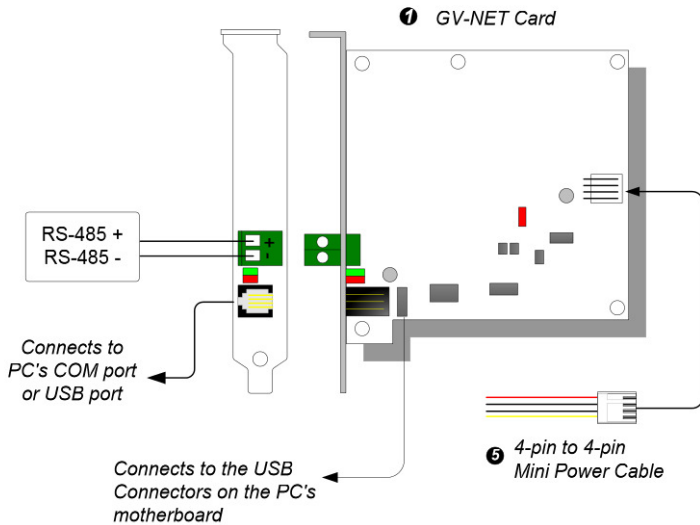 ❶ GV-NET Card
RS-485 +
RS-485 -
+
-
Connects to
PC's COM port
or USB port
❺ 4-pin to 4-pin
Mini Power Cable
Connects to the USB
Connectors on the PC's
motherboard